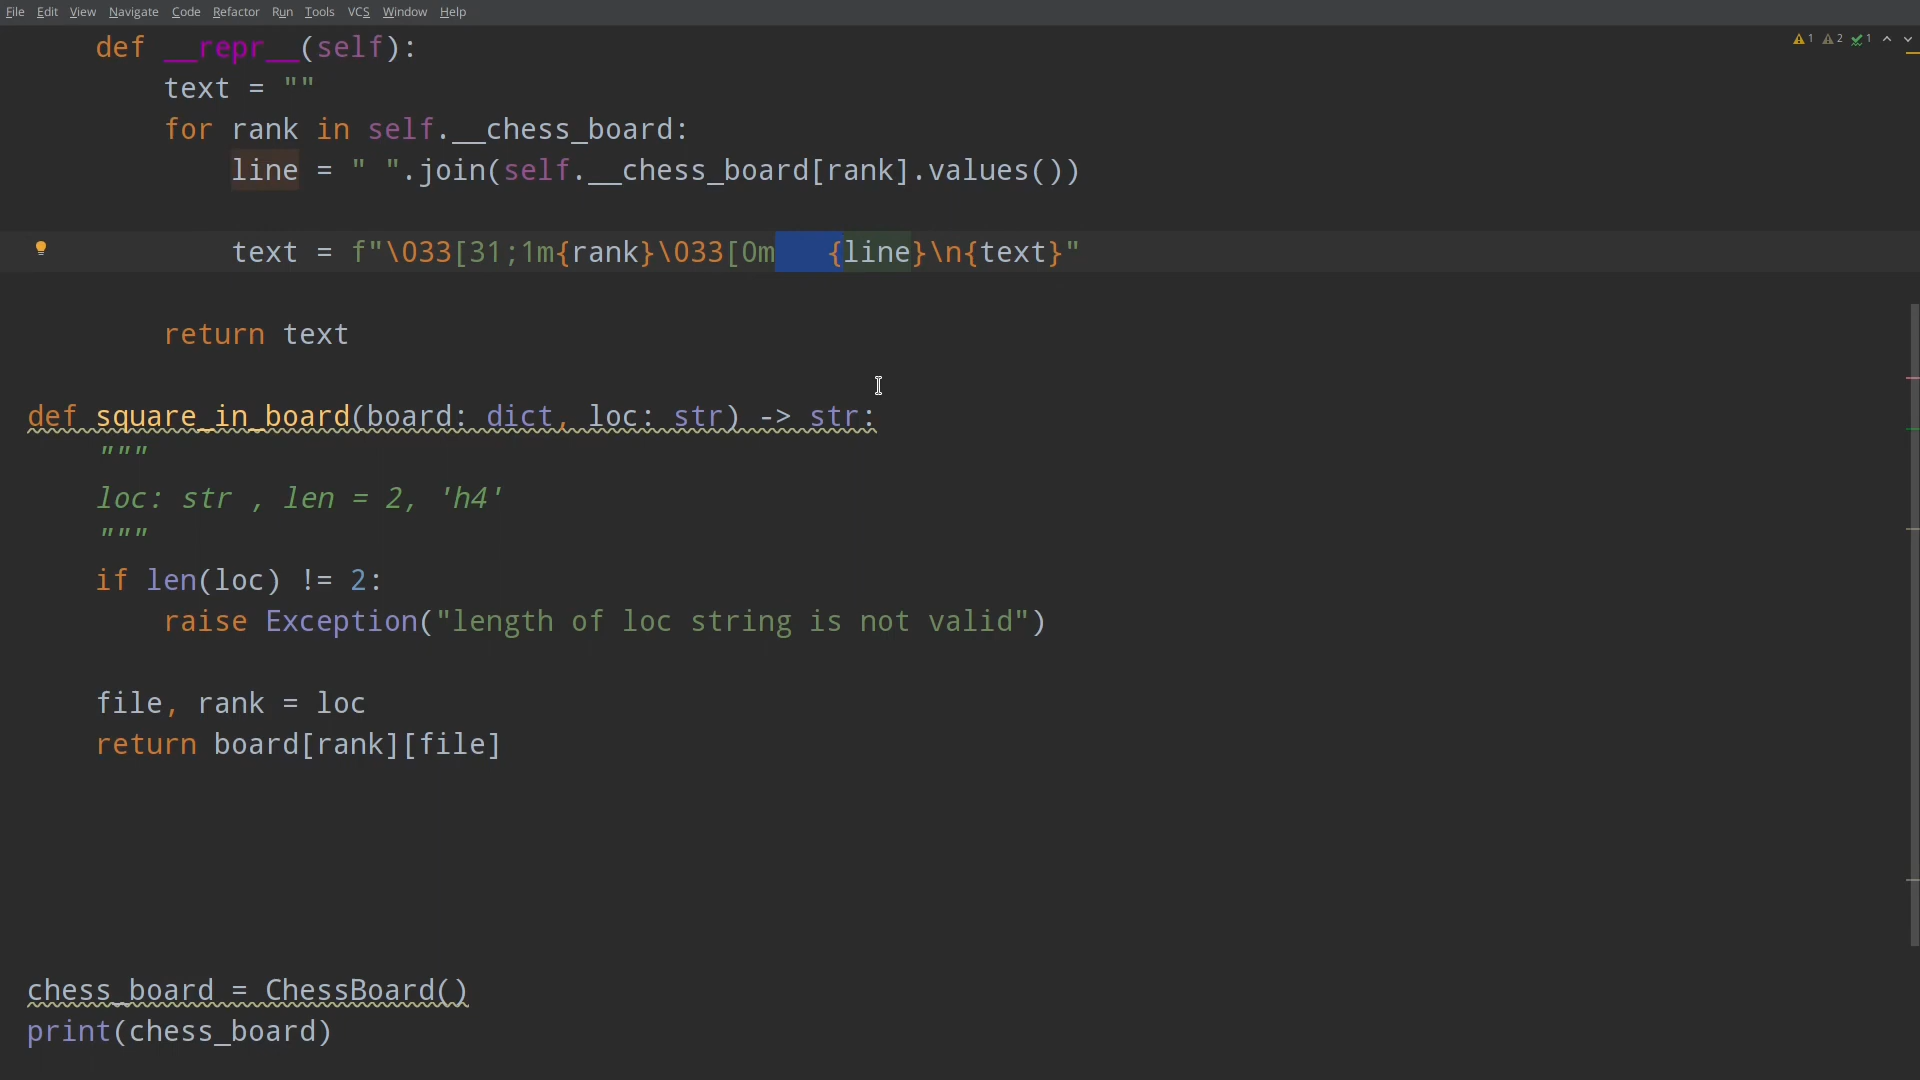 File Edit View Navigate Code Refactor Run Tools VCS Window Help
1 2 1
def __repr__(self):
text = ""
for rank in self.__chess_board:
line = " ".join(self.__chess_board[rank].values())
text = f"\033[31;1m{rank}\033[0m   {line}\n{text}"
return text
def square_in_board(board: dict, loc: str) -> str:
"""
loc: str , len = 2, 'h4'
"""
if len(loc) != 2:
raise Exception("length of loc string is not valid")
file, rank = loc
return board[rank][file]
chess_board = ChessBoard()
print(chess_board)